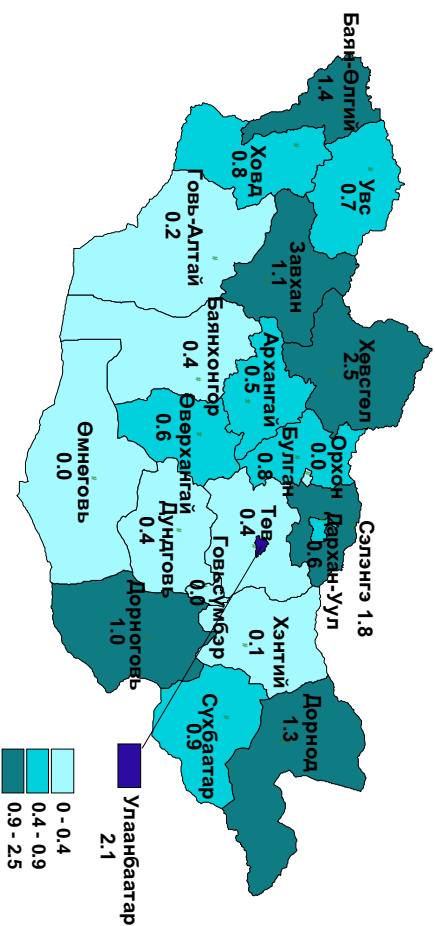 Баян-Өлгий
1.4
Увс
0.7
Ховд
0.8
Говь-Алтай
0.2
Завхан
1.1
Хөвсгөл
2.5
Баянхонгор
0.4
Архангай
0.5
Өвөрхангай
0.6
Булган
0.8
Орхон
0.0
Өмнөговь
0.0
Дундговь
0.4
Төв
0.4
Сэлэнгэ 1.8
Дархан-Уул
0.6
Говьсүмбэр
0.0
Дорноговь
1.0
Хэнтий
0.1
Сүхбаатар
0.9
Дорнод
1.3
Улаанбаатар
2.1
0 - 0.4
0.4 - 0.9
0.9 - 2.5